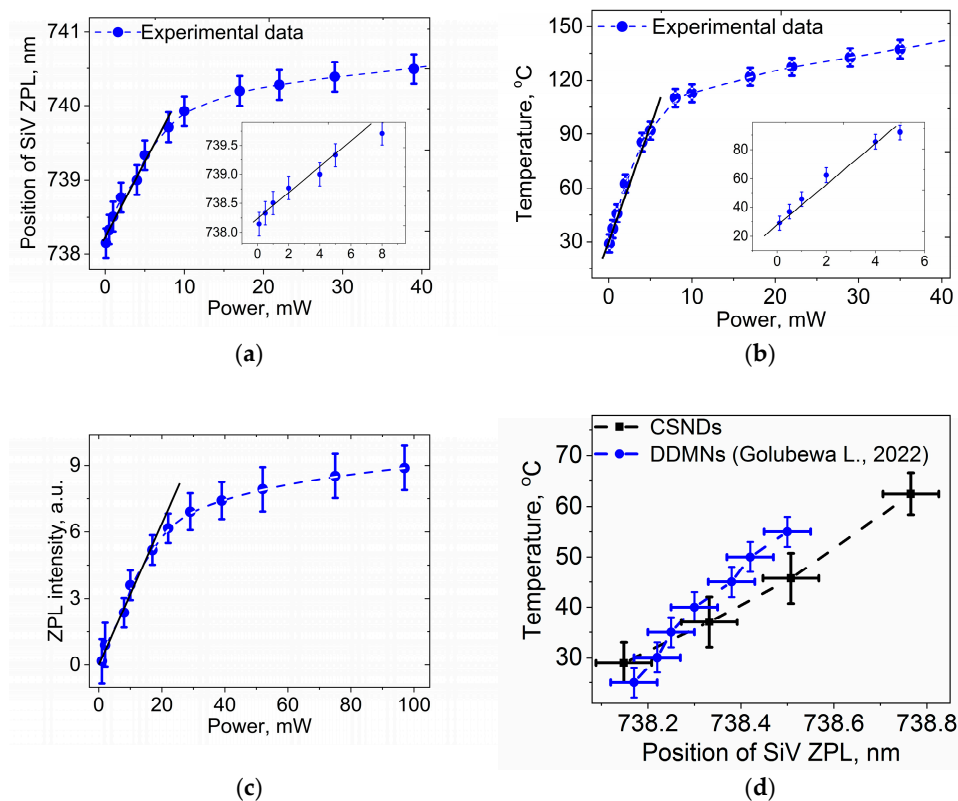 741
740
739
738
Position of SiV ZPL, nm
Experimental data
739.5
739.0
738.5
738.0
0 2 4 6 8
0 10 20 30 40
Power, mW
(a)
150
120
90
60
30
Temperature, °C
Experimental data
80
60
40
20
0 2 4 6
0 10 20 30 40
Power, mW
(b)
9
6
3
0
ZPL intensity, a.u.
0 20 40 60 80 100
Power, mW
(c)
CSNDs
DDMNs (Golubewa L., 2022)
70
60
50
40
30
Temperature, °C
738.2 738.4 738.6 738.8
Position of SiV ZPL, nm
(d)